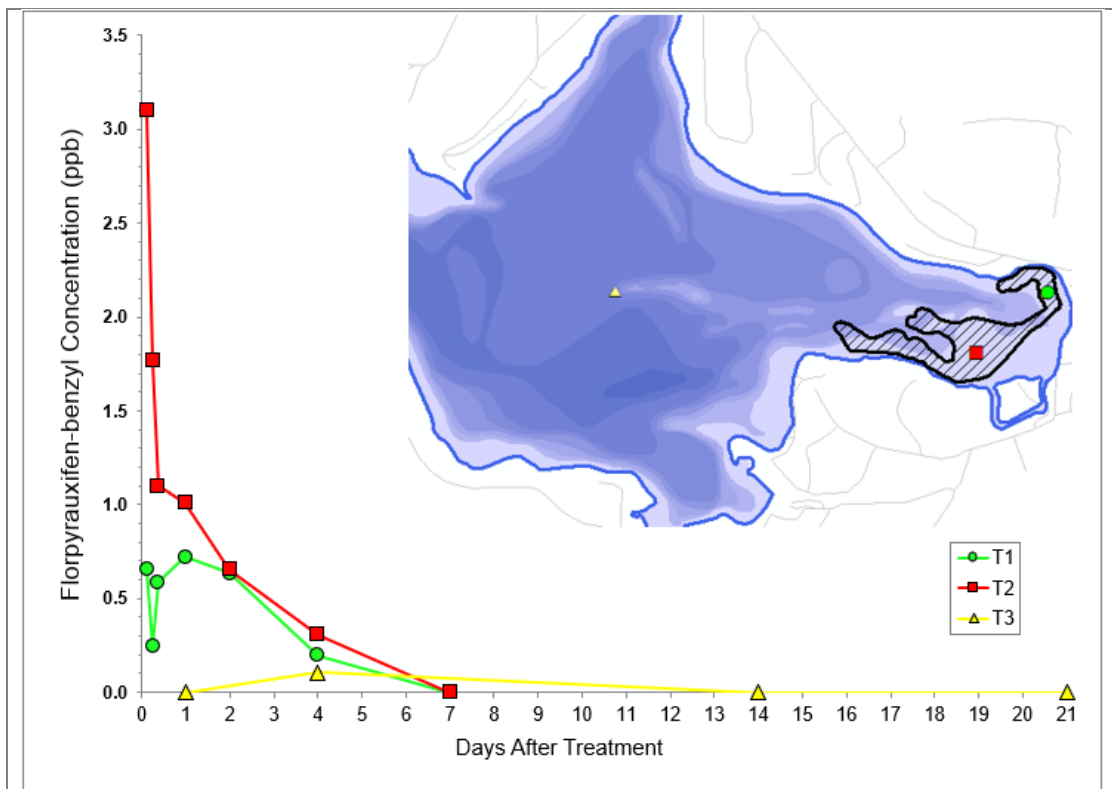 3.5
3.0
2.5
2.0
1.5
1.0
0.5
0.0
Florpyrauxifen-benzyl Concentration (ppb)
T1
T2
T3
0 1 2 3 4 5 6 7 8 9 10 11 12 13 14 15 16 17 18 19 20 21
Days After Treatment